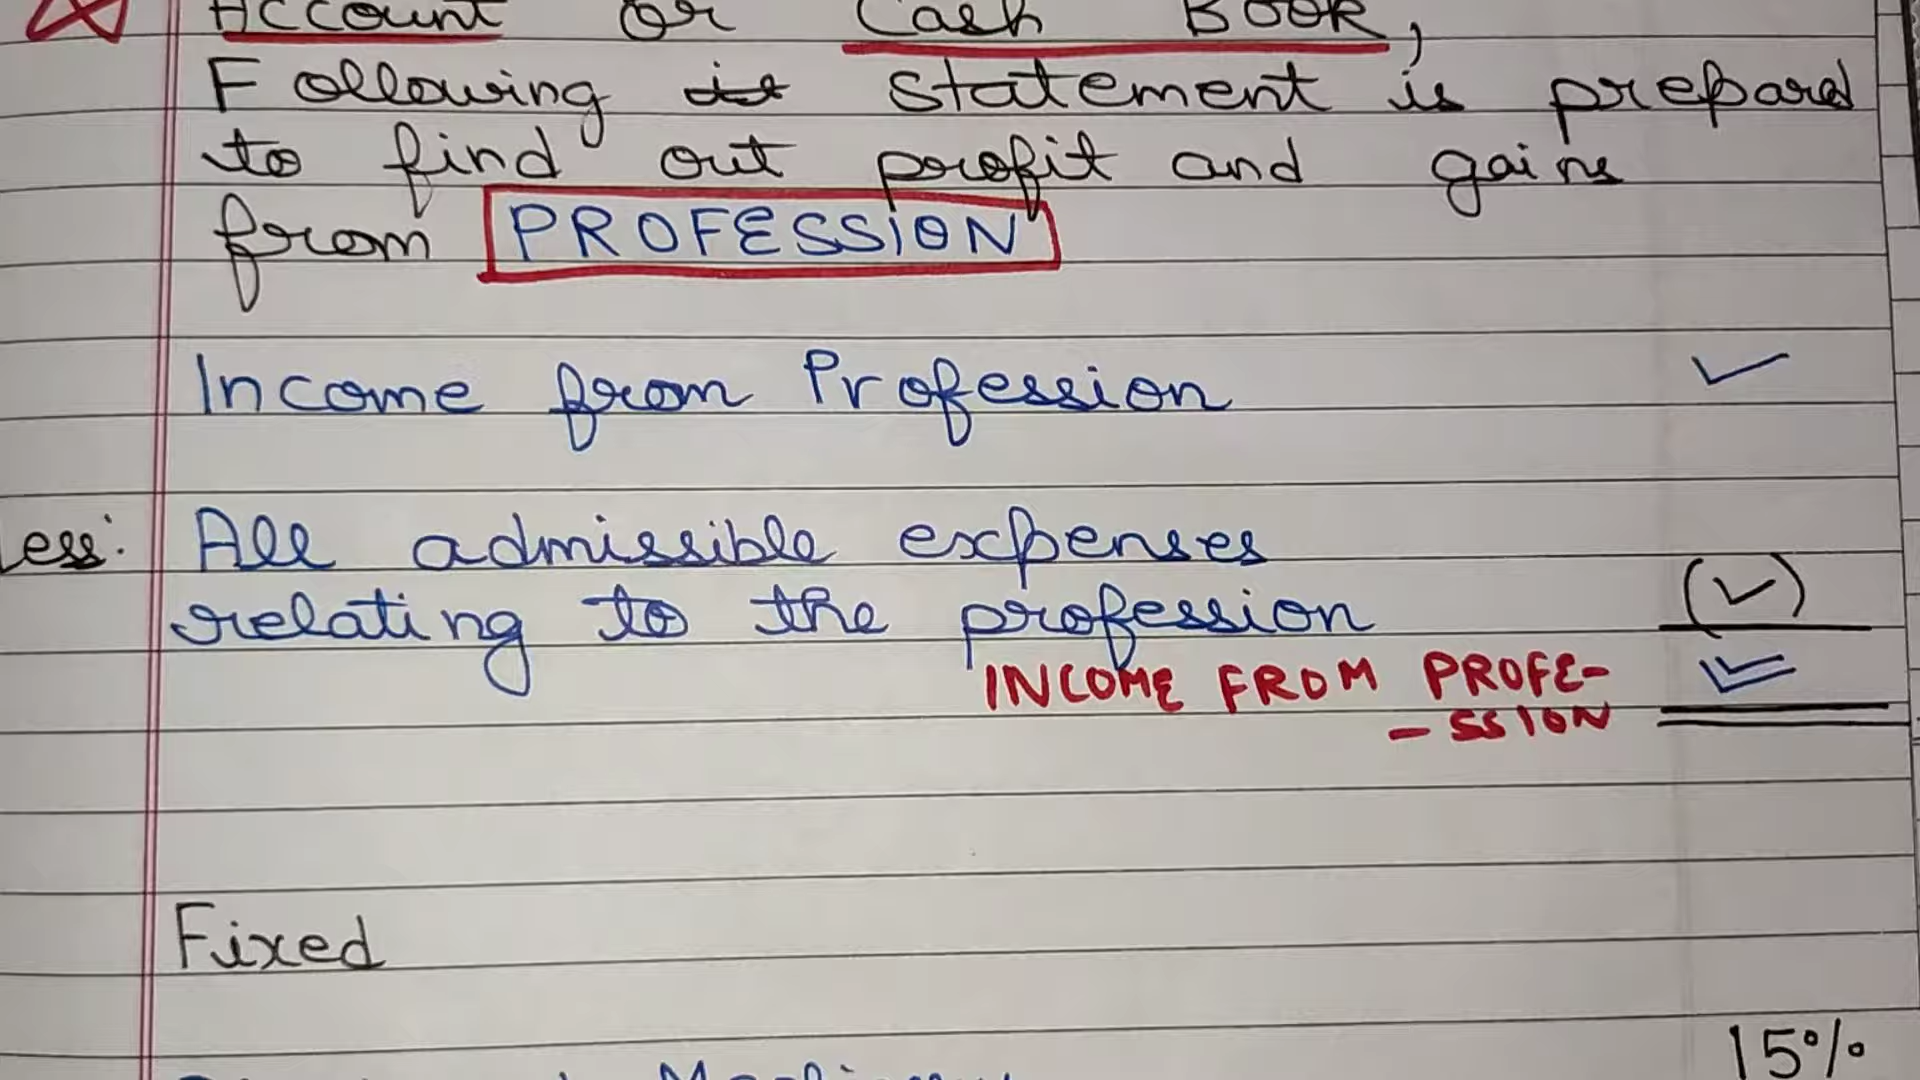 Account or Cash Book,
Following is statement is prepared
to find out profit and gains
from PROFESSION
Income from Profession
Less: All admissible expenses
relating to the profession
INCOME FROM PROFE-
- SSION
Fixed
15%